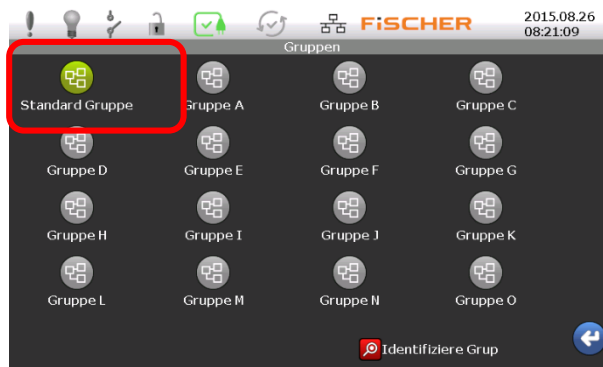 FiSCHER
2015.08.26
08:21:09
Gruppen
Standard Gruppe Gruppe A Gruppe B Gruppe C
Gruppe D Gruppe E Gruppe F Gruppe G
Gruppe H Gruppe I Gruppe J Gruppe K
Gruppe L Gruppe M Gruppe N Gruppe O
Identifiziere Grup